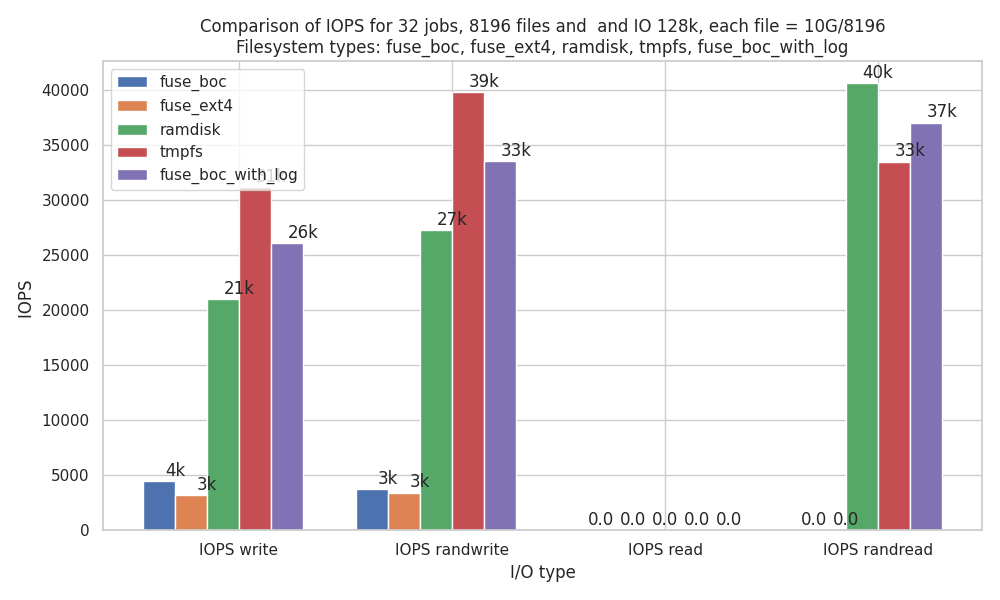 Comparison of IOPS for 32 jobs, 8196 files and  and IO 128k, each file = 10G/8196
Filesystem types: fuse_boc, fuse_ext4, ramdisk, tmpfs, fuse_boc_with_log
fuse_boc
fuse_ext4
ramdisk
tmpfs
fuse_boc_with_log
IOPS
40000
35000
30000
25000
20000
15000
10000
5000
0
4k
3k
21k
26k
3k
3k
27k
39k
33k
0.0 0.0 0.0 0.0 0.0
0.0 0.0
40k
33k
37k
IOPS write
IOPS randwrite
IOPS read
IOPS randread
I/O type